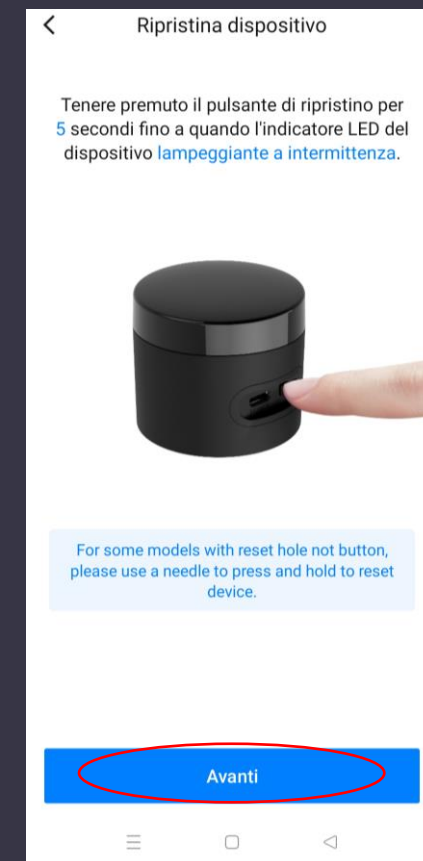 Ripristina dispositivo
Tenere premuto il pulsante di ripristino per
5 secondi fino a quando l'indicatore LED del
dispositivo lampeggiante a intermittenza.
For some models with reset hole not button,
please use a needle to press and hold to reset
device.
Avanti